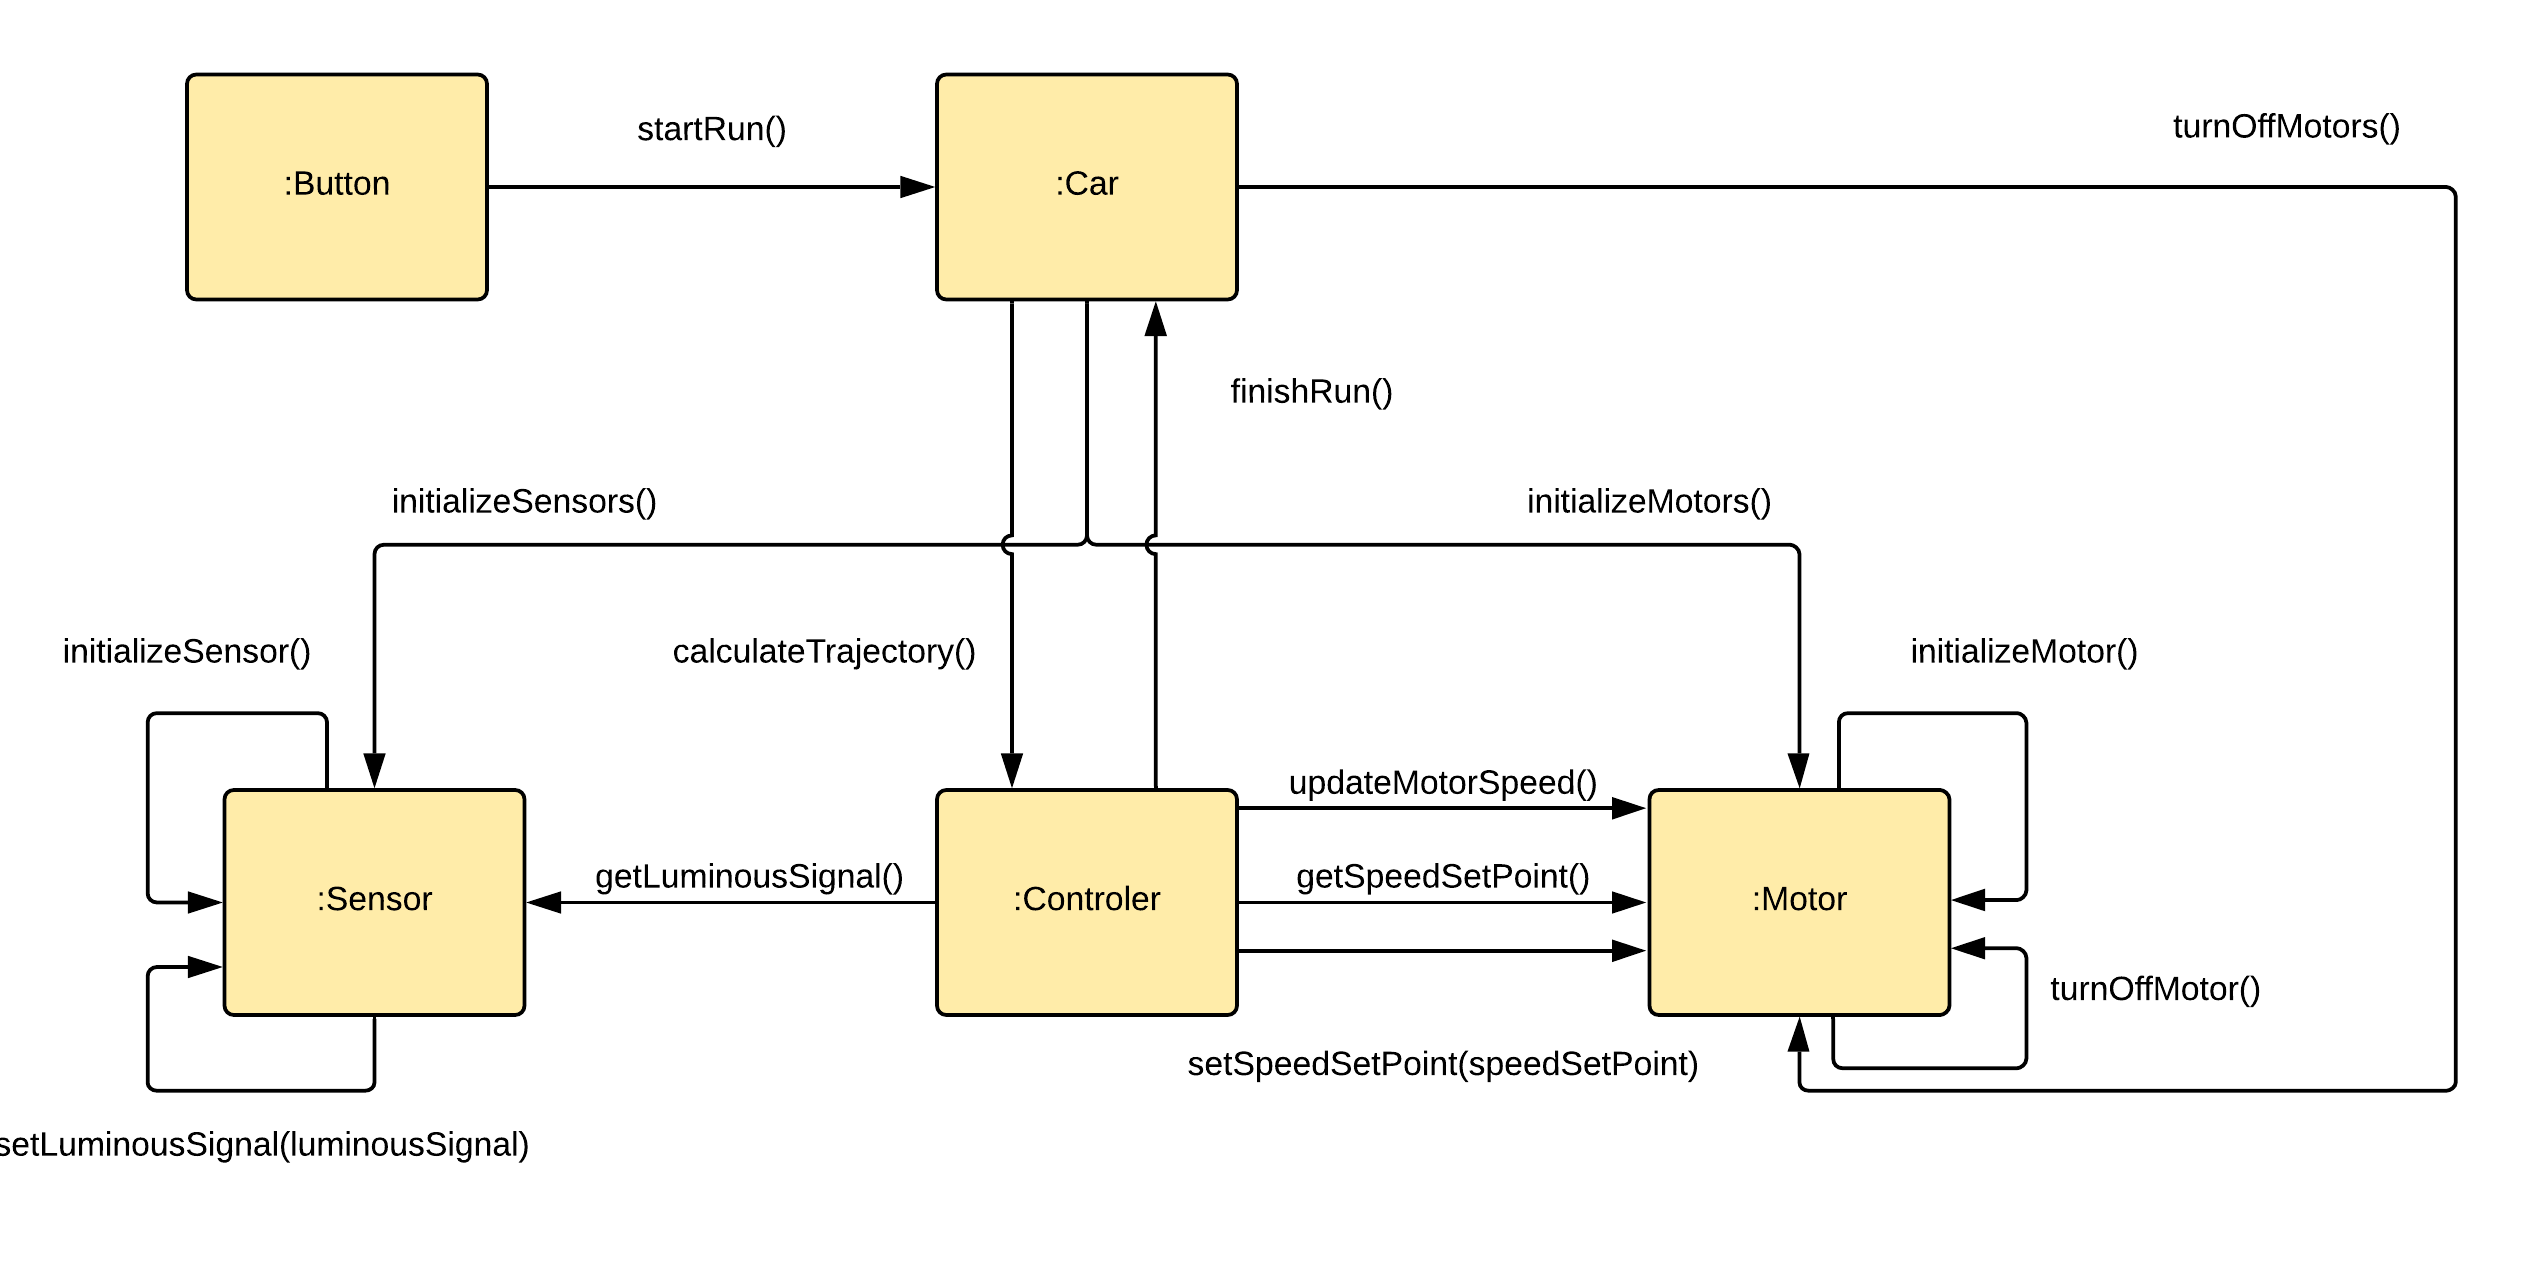 startRun()
turnOffMotors()
:Button
:Car
finishRun()
initializeSensors()
initializeMotors()
initializeSensor()
calculateTrajectory()
initializeMotor()
updateMotorSpeed()
getLuminousSignal()
getSpeedSetPoint()
:Sensor
:Controler
:Motor
turnOffMotor()
setSpeedSetPoint(speedSetPoint)
setLuminousSignal(luminousSignal)